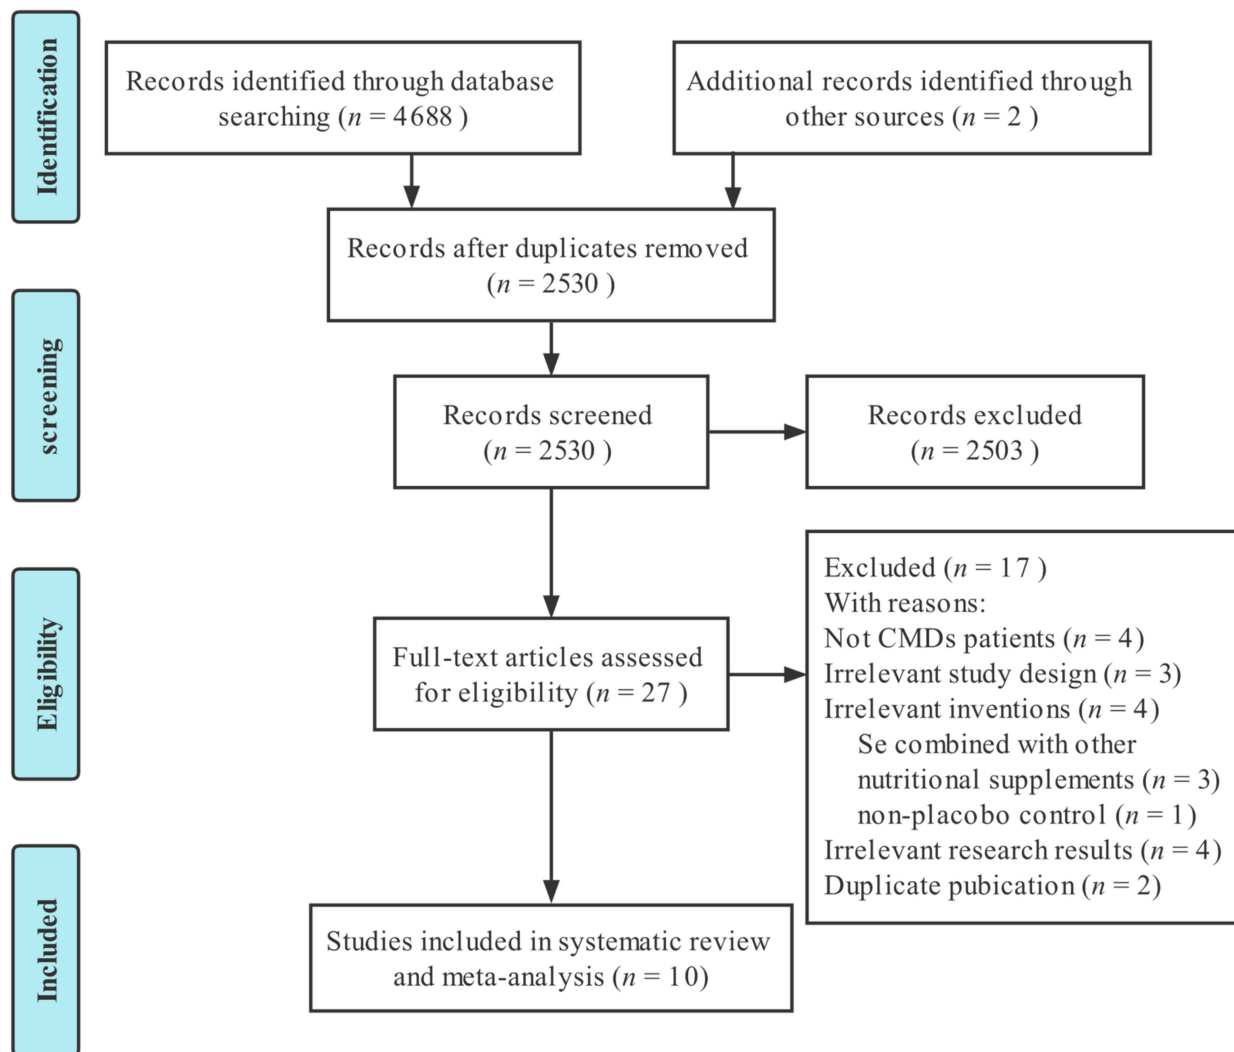 Identification
Records identified through database
searching (n = 4688 )
Additional records identified through
other sources (n = 2 )
Records after duplicates removed
(n = 2530 )
screening
Records screened
(n = 2530 )
Records excluded
(n = 2503 )
Eligibility
Full-text articles assessed
for eligibility (n = 27 )
Excluded (n = 17 )
With reasons:
Not CMDs patients (n = 4)
Irrelevant study design (n = 3)
Irrelevant inventions (n = 4)
Se combined with other
nutritional supplements (n = 3)
non-placobo control (n = 1)
Irrelevant research results (n = 4)
Duplicate pubication (n = 2)
Included
Studies included in systematic review
and meta-analysis (n = 10)